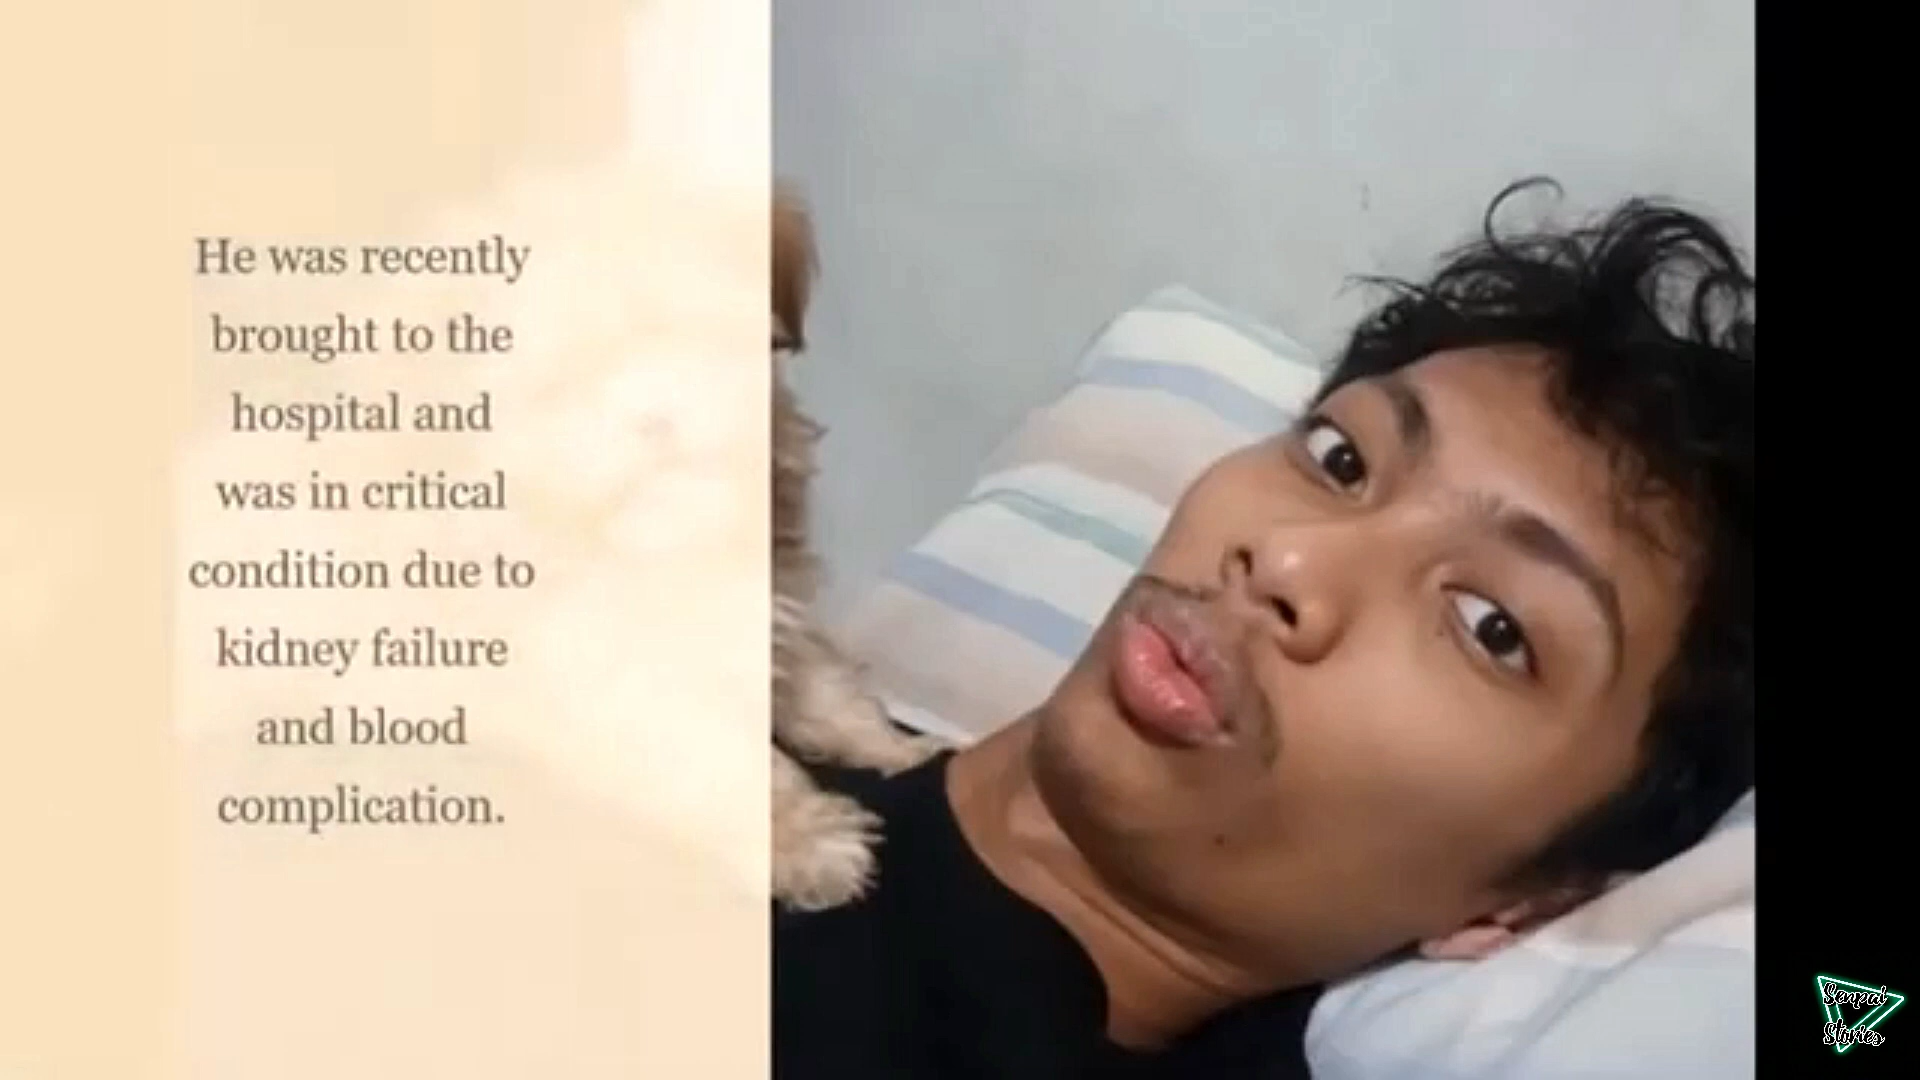 He was recently
brought to the
hospital and
was in critical
condition due to
kidney failure
and blood
complication.
Senpai
Stories